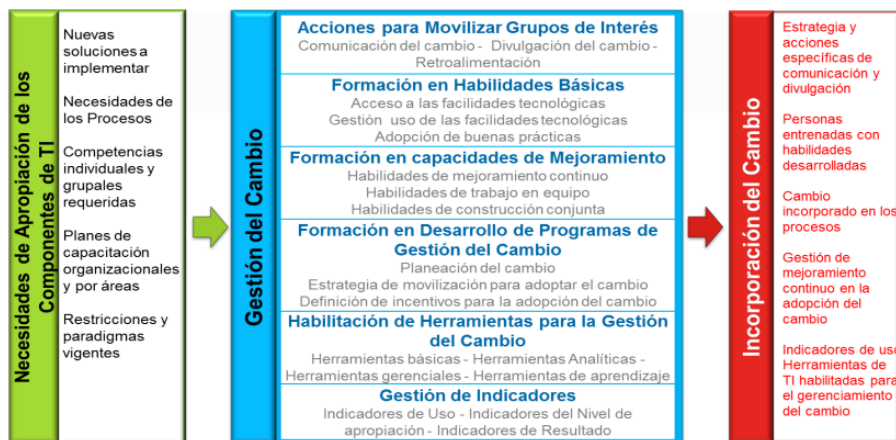 Necesidades de Apropiación de los
Componentes de TI
Nuevas
soluciones a
implementar
Necesidades de
los Procesos
Competencias
individuales y
grupales
requeridas
Planes de
capacitación
organizacionales
y por áreas
Restricciones y
paradigmas
vigentes
Gestión del Cambio
Acciones para Movilizar Grupos de Interés
Comunicación del cambio - Divulgación del cambio -
Retroalimentación
Formación en Habilidades Básicas
Acceso a las facilidades tecnológicas
Gestión uso de las facilidades tecnológicas
Adopción de buenas prácticas
Formación en capacidades de Mejoramiento
Habilidades de mejoramiento continuo
Habilidades de trabajo en equipo
Habilidades de construcción conjunta
Formación en Desarrollo de Programas de
Gestión del Cambio
Planeación del cambio
Estrategia de movilización para adoptar el cambio
Definición de incentivos para la adopción del cambio
Habilitación de Herramientas para la Gestión
del Cambio
Herramientas básicas - Herramientas Analíticas -
Herramientas gerenciales - Herramientas de aprendizaje
Gestión de Indicadores
Indicadores de Uso - Indicadores del Nivel de
apropiación - Indicadores de Resultado
Incorporación del Cambio
Estrategia y
acciones
específicas de
comunicación y
divulgación
Personas
entrenadas con
habilidades
desarrolladas
Cambio
incorporado en los
procesos
Gestión de
mejoramiento
continuo en la
adopción del
cambio
Indicadores de uso
Herramientas de
TI habilitadas para
el gerenciamiento
del cambio